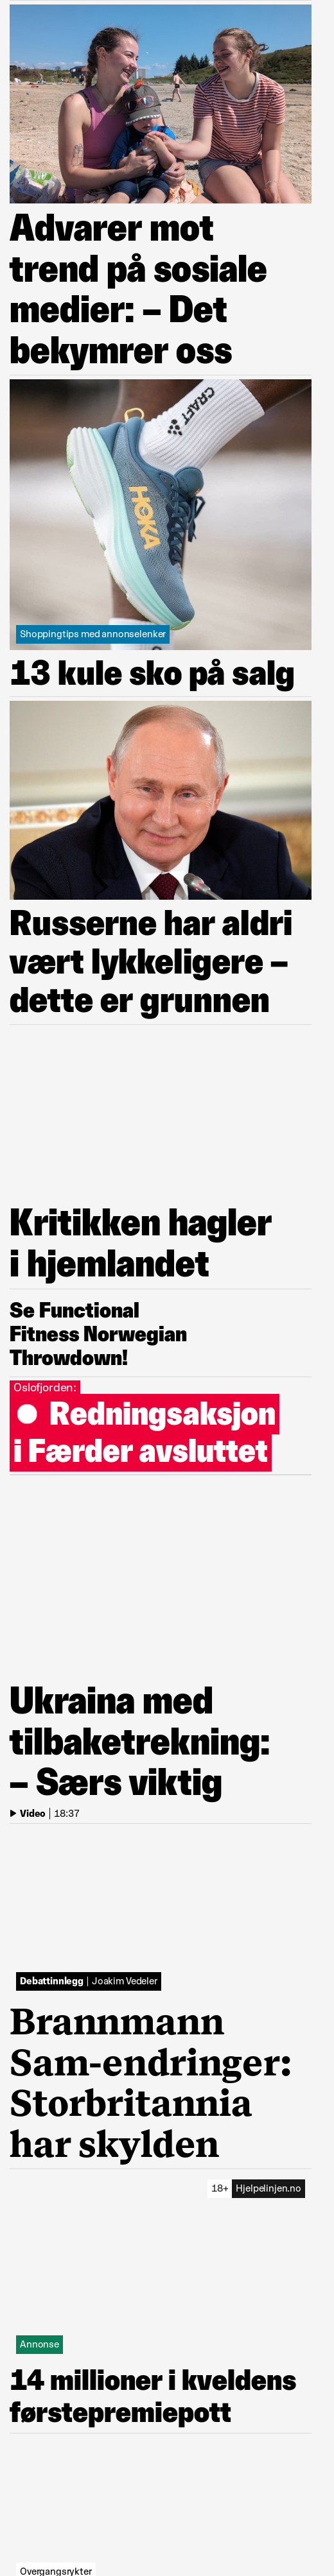 Advarer mot
trend på sosiale
medier: – Det
bekymrer oss
CRAFT
HOKA
Shoppingtips med annonselenker
13 kule sko på salg
Russerne har aldri
vært lykkeligere –
dette er grunnen
Kritikken hagler
i hjemlandet
Se Functional
Fitness Norwegian
Throwdown!
Oslofjorden:
Redningsaksjon
i Færder avsluttet
Ukraina med
tilbaketrekning:
– Særs viktig
Video | 18:37
Debattinnlegg | Joakim Vedeler
Brannmann
Sam-endringer:
Storbritannia
har skylden
18+ Hjelpelinjen.no
Annonse
14 millioner i kveldens
førstepremiepott
Overgangsrykter